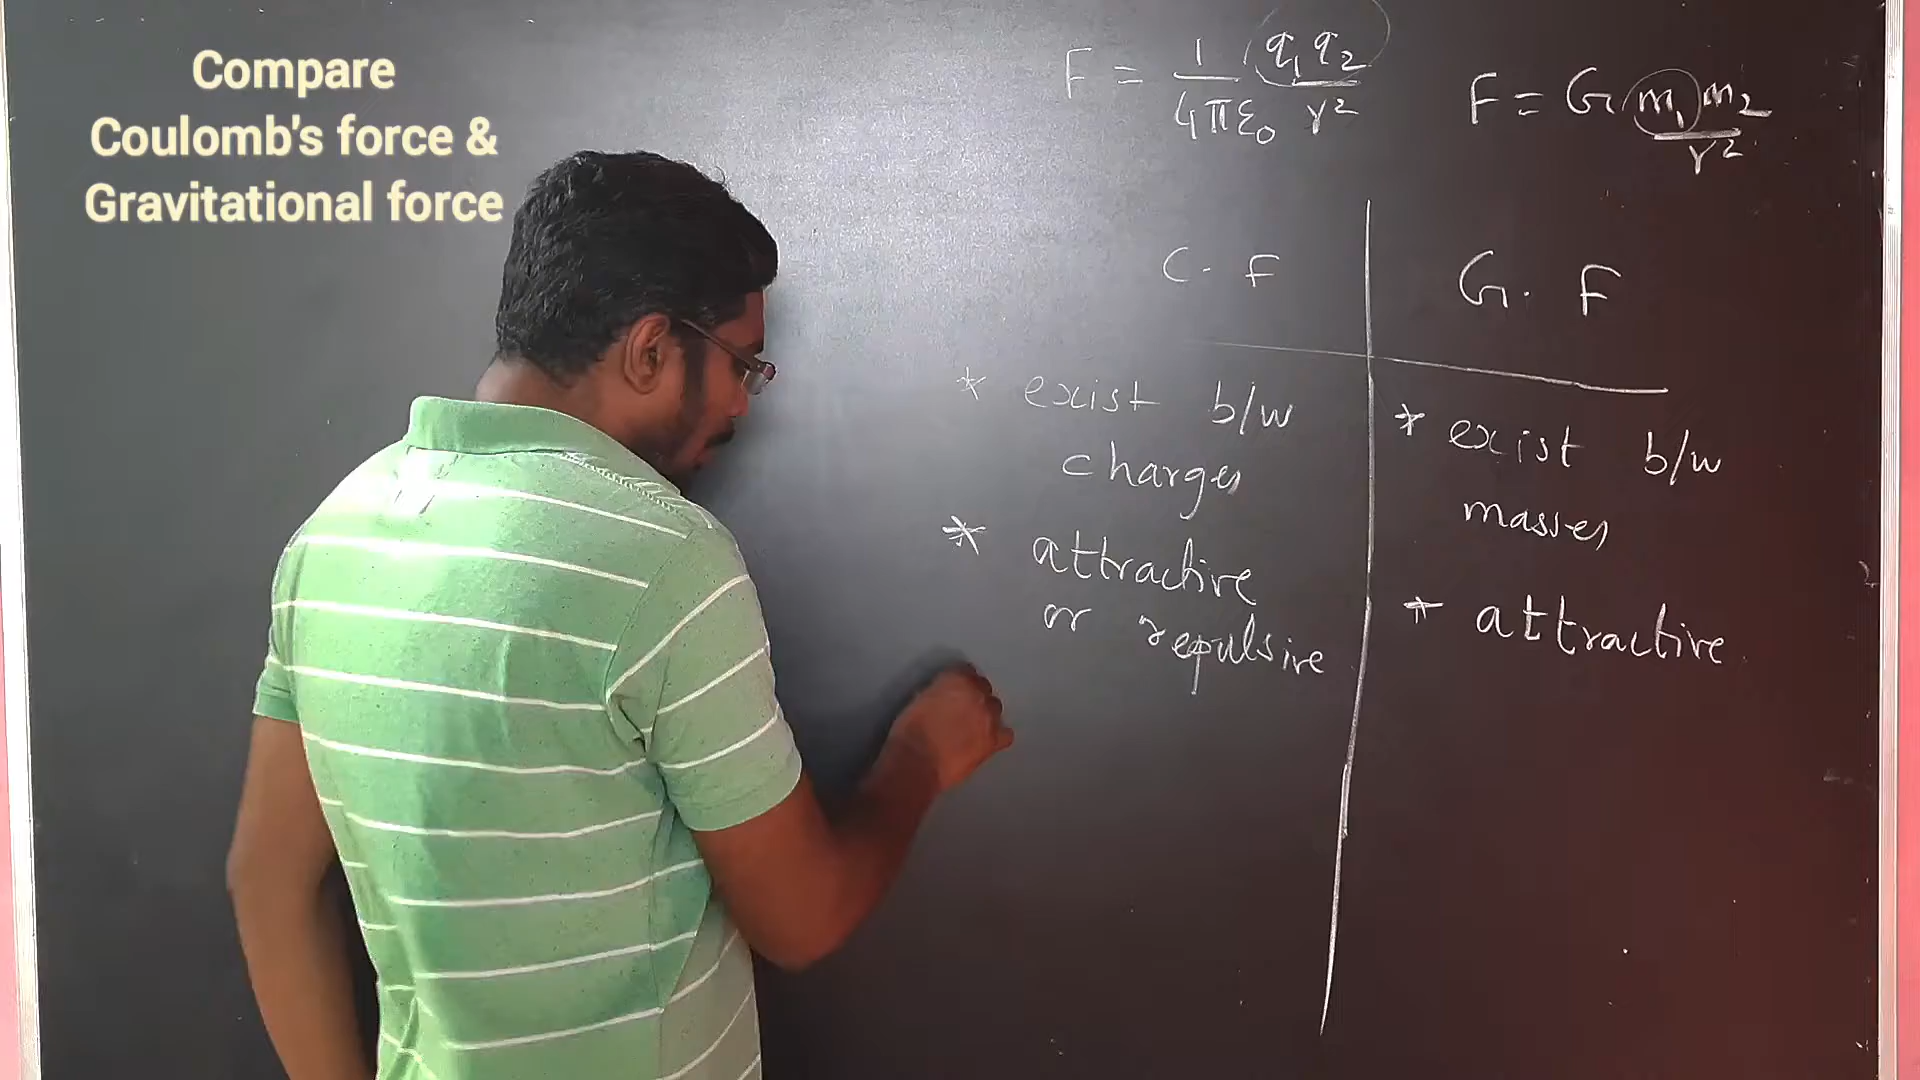 Compare
Coulomb's force &
Gravitational force
F = 1/4πε₀ q₁q₂/r²
F = G m₁m₂/r²
C. F
G. F
* exist b/w
charges
* attractive
or repulsive
* exist b/w
masses
* attractive